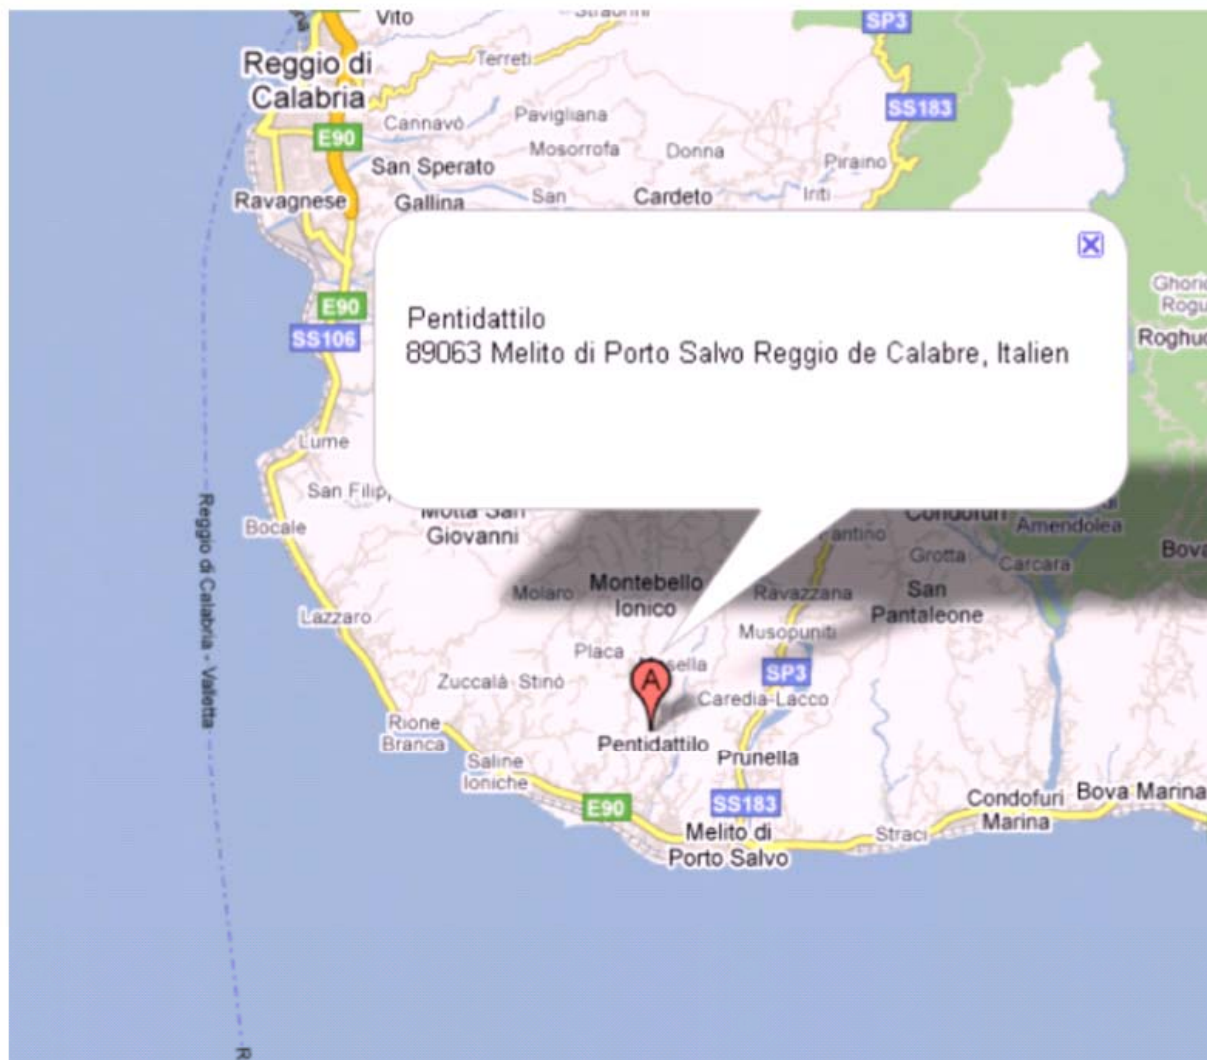 Vito
SP3
Reggio di
Calabria
Terreti
SS183
E90
Cannavò
Pavigliana
Mosorrofa
Donna
Piraino
San Sperato
Ravagnese
Gallina
San
Cardeto
Iriti
Pentidattilo
89063 Melito di Porto Salvo Reggio de Calabre, Italien
E90
SS106
Lume
Bocale
Motta San
Giovanni
Condofuri
Amendolea
Grotta
Carcara
Molaro
Montebello
Ionico
Ravazzana
San
Pantaleone
Lazzaro
Musopuniti
Placa
SP3
A
Zuccalà Stinò
Caredia-Lacco
Rione
Branca
Pentidattilo
Prunella
Saline
Ioniche
E90
SS183
Melito di
Porto Salvo
Straci
Condofuri
Marina
Bova Marina
Reggio di Calabria - Valletta